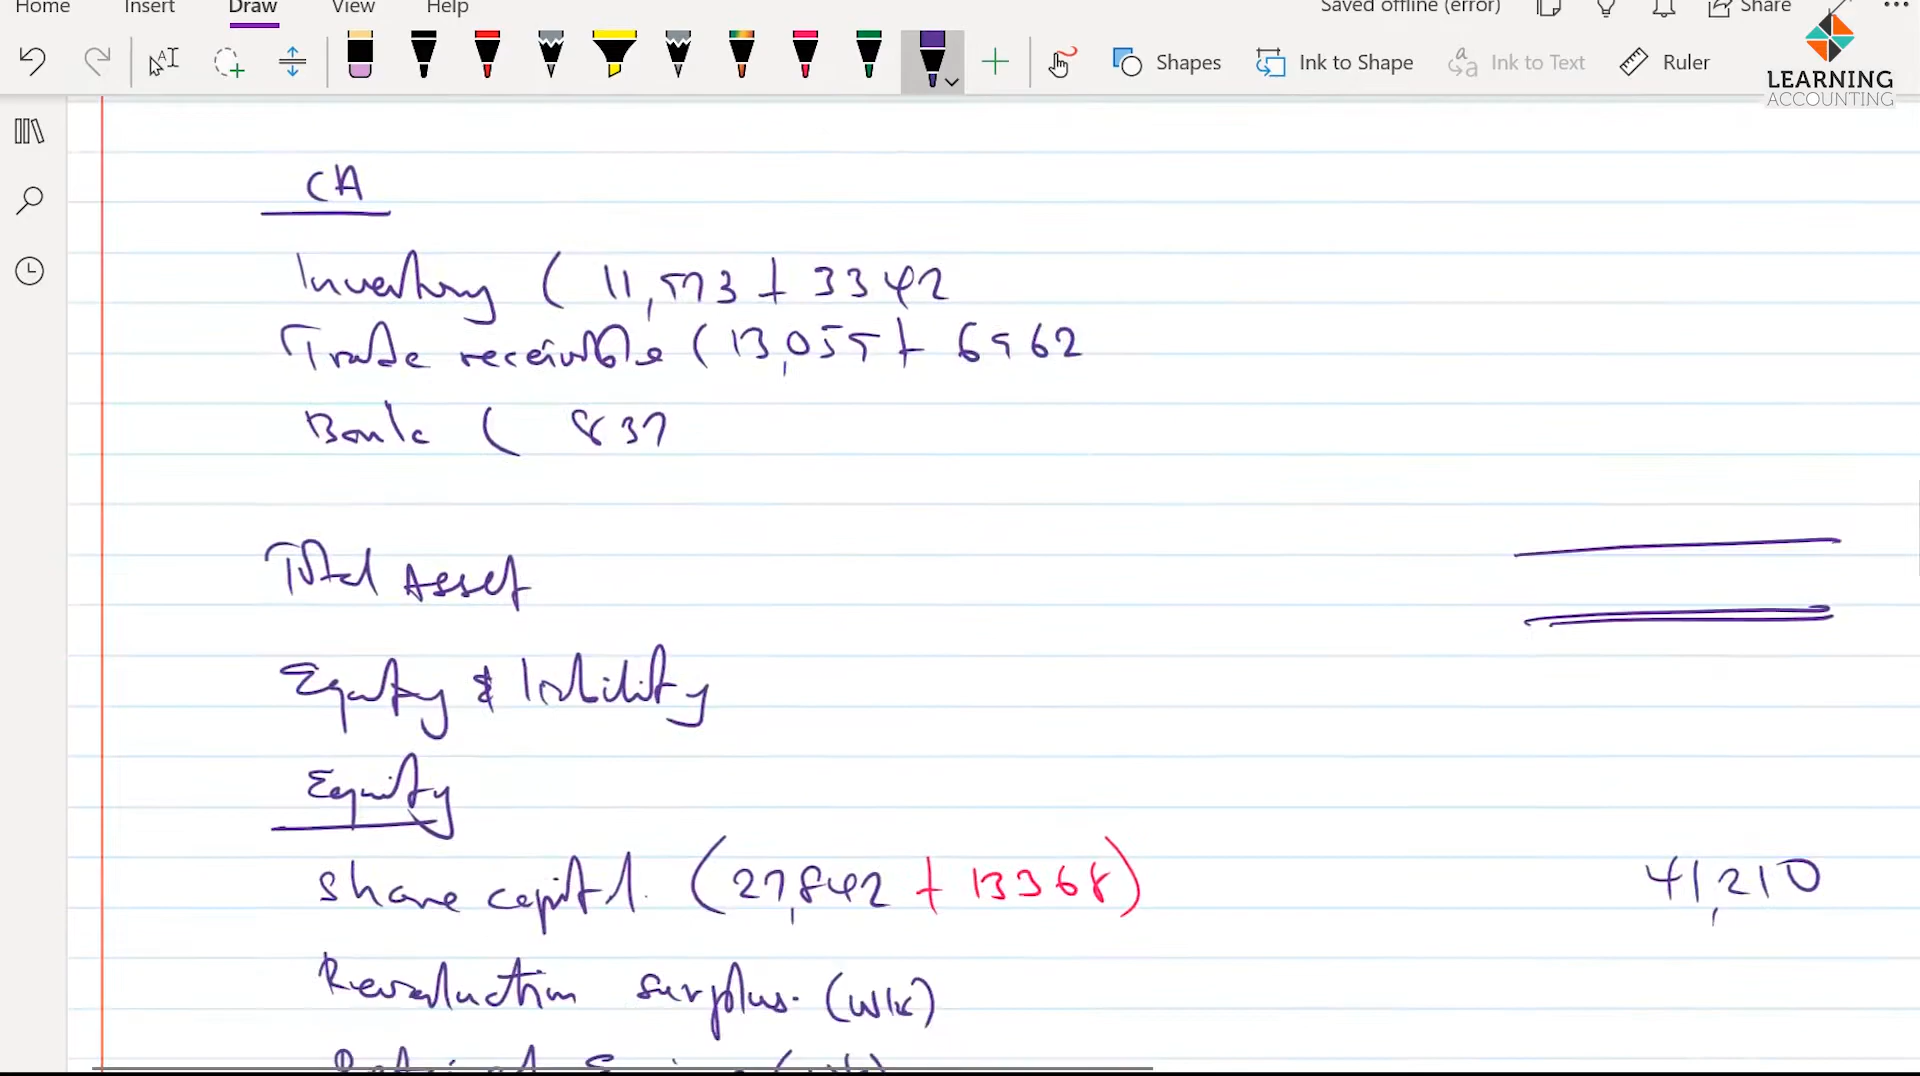 Home Insert Draw View Help Saved offline (error) Share
Shapes Ink to Shape Ink to Text Ruler
LEARNING
ACCOUNTING
CA
Inventory ( 11,573 + 3342
Trade receivable ( 13,055 + 6962
Bank ( 837
Total Asset
Equity & liability
Equity
Share capital. (27,842 + 13368) 41,210
Revaluation surplus. (wk)